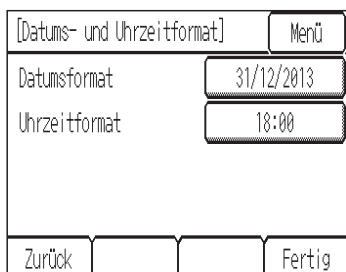 [Datums- und Uhrzeitformat] Menü
Datumsformat 31/12/2013
Uhrzeitformat 18:00
Zurück Fertig